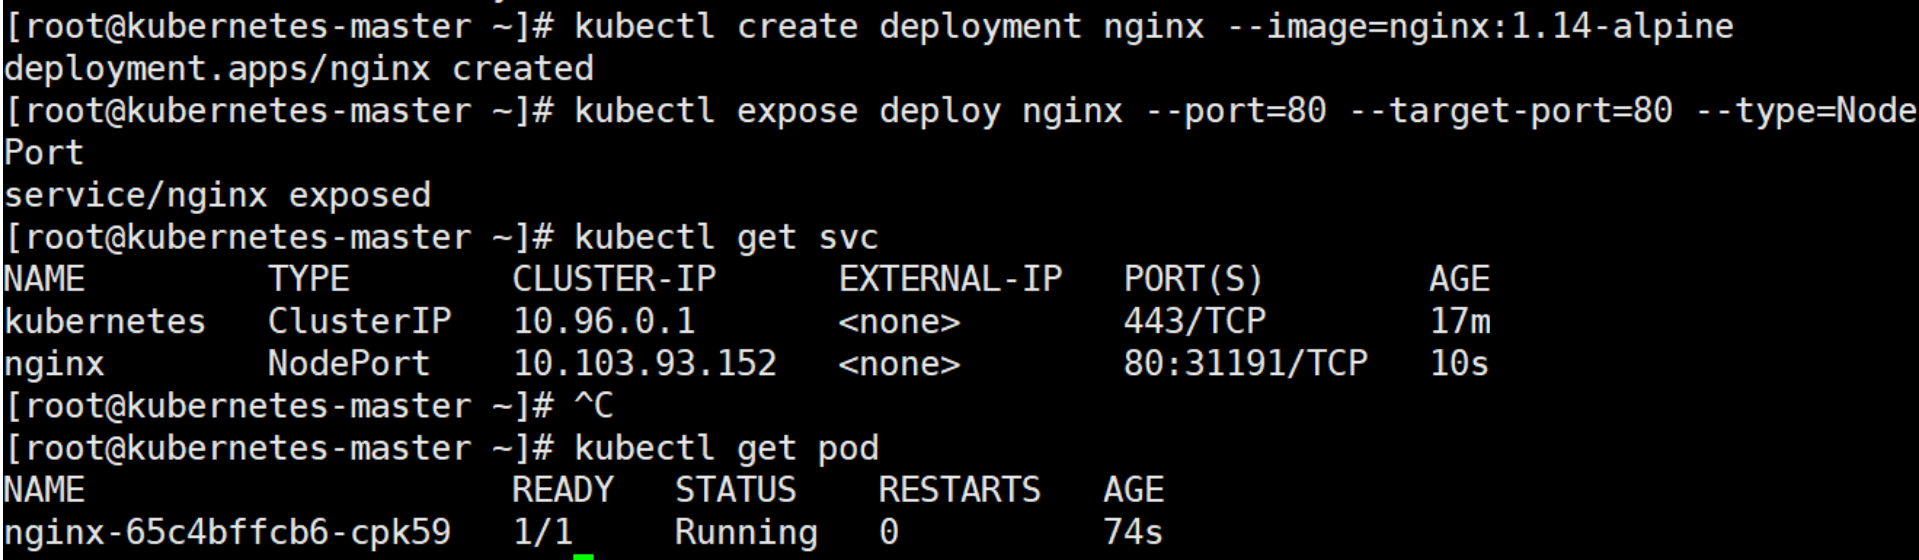 [root@kubernetes-master ~]# kubectl create deployment nginx --image=nginx:1.14-alpine
deployment.apps/nginx created
[root@kubernetes-master ~]# kubectl expose deploy nginx --port=80 --target-port=80 --type=Node
Port
service/nginx exposed
[root@kubernetes-master ~]# kubectl get svc
NAME         TYPE        CLUSTER-IP      EXTERNAL-IP   PORT(S)        AGE
kubernetes   ClusterIP   10.96.0.1       <none>        443/TCP        17m
nginx        NodePort    10.103.93.152   <none>        80:31191/TCP   10s
[root@kubernetes-master ~]# ^C
[root@kubernetes-master ~]# kubectl get pod
NAME                     READY   STATUS    RESTARTS   AGE
nginx-65c4bffcb6-cpk59   1/1     Running   0          74s